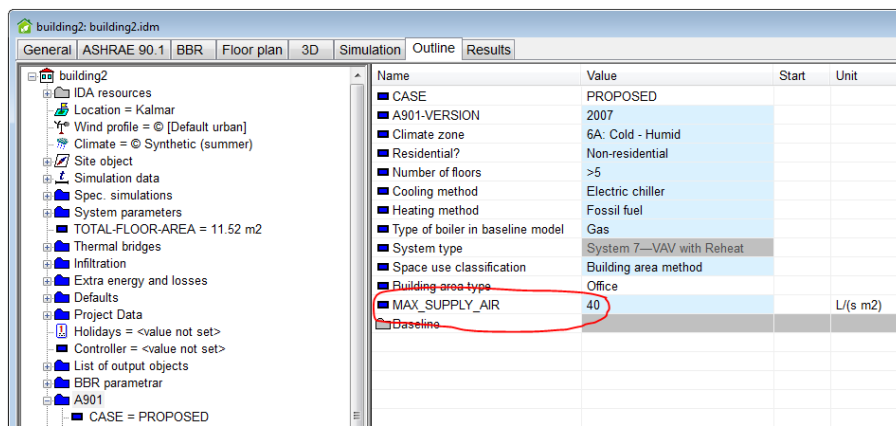 building2: building2.idm
General ASHRAE 90.1 BBR Floor plan 3D Simulation Outline Results
building2
IDA resources
Location = Kalmar
Wind profile = © [Default urban]
Climate = © Synthetic (summer)
Site object
Simulation data
Spec. simulations
System parameters
TOTAL-FLOOR-AREA = 11.52 m2
Thermal bridges
Infiltration
Extra energy and losses
Defaults
Project Data
Holidays = <value not set>
Controller = <value not set>
List of output objects
BBR parametrar
A901
CASE = PROPOSED
Name Value Start Unit
CASE PROPOSED
A901-VERSION 2007
Climate zone 6A: Cold - Humid
Residential? Non-residential
Number of floors >5
Cooling method Electric chiller
Heating method Fossil fuel
Type of boiler in baseline model Gas
System type System 7—VAV with Reheat
Space use classification Building area method
Building area type Office
MAX_SUPPLY_AIR 40 L/(s m2)
Baseline